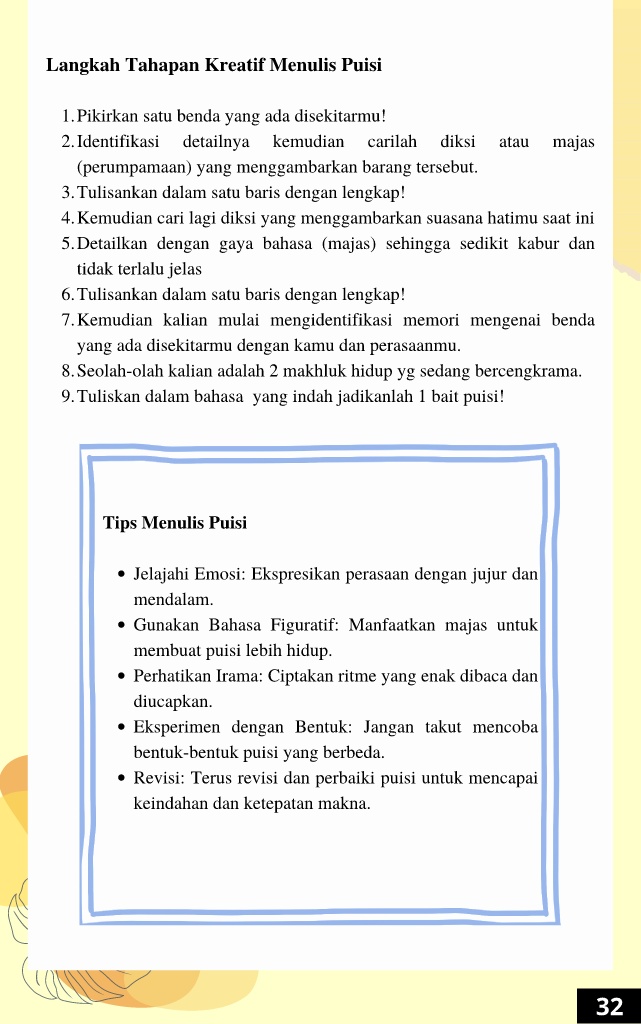 Langkah Tahapan Kreatif Menulis Puisi
1. Pikirkan satu benda yang ada disekitarmu!
2. Identifikasi detailnya kemudian carilah diksi atau majas
(perumpamaan) yang menggambarkan barang tersebut.
3. Tulisankan dalam satu baris dengan lengkap!
4. Kemudian cari lagi diksi yang menggambarkan suasana hatimu saat ini
5. Detailkan dengan gaya bahasa (majas) sehingga sedikit kabur dan
tidak terlalu jelas
6. Tulisankan dalam satu baris dengan lengkap!
7. Kemudian kalian mulai mengidentifikasi memori mengenai benda
yang ada disekitarmu dengan kamu dan perasaanmu.
8. Seolah-olah kalian adalah 2 makhluk hidup yg sedang bercengkrama.
9. Tuliskan dalam bahasa yang indah jadikanlah 1 bait puisi!
Tips Menulis Puisi
• Jelajahi Emosi: Ekspresikan perasaan dengan jujur dan
mendalam.
• Gunakan Bahasa Figuratif: Manfaatkan majas untuk
membuat puisi lebih hidup.
• Perhatikan Irama: Ciptakan ritme yang enak dibaca dan
diucapkan.
• Eksperimen dengan Bentuk: Jangan takut mencoba
bentuk-bentuk puisi yang berbeda.
• Revisi: Terus revisi dan perbaiki puisi untuk mencapai
keindahan dan ketepatan makna.
32